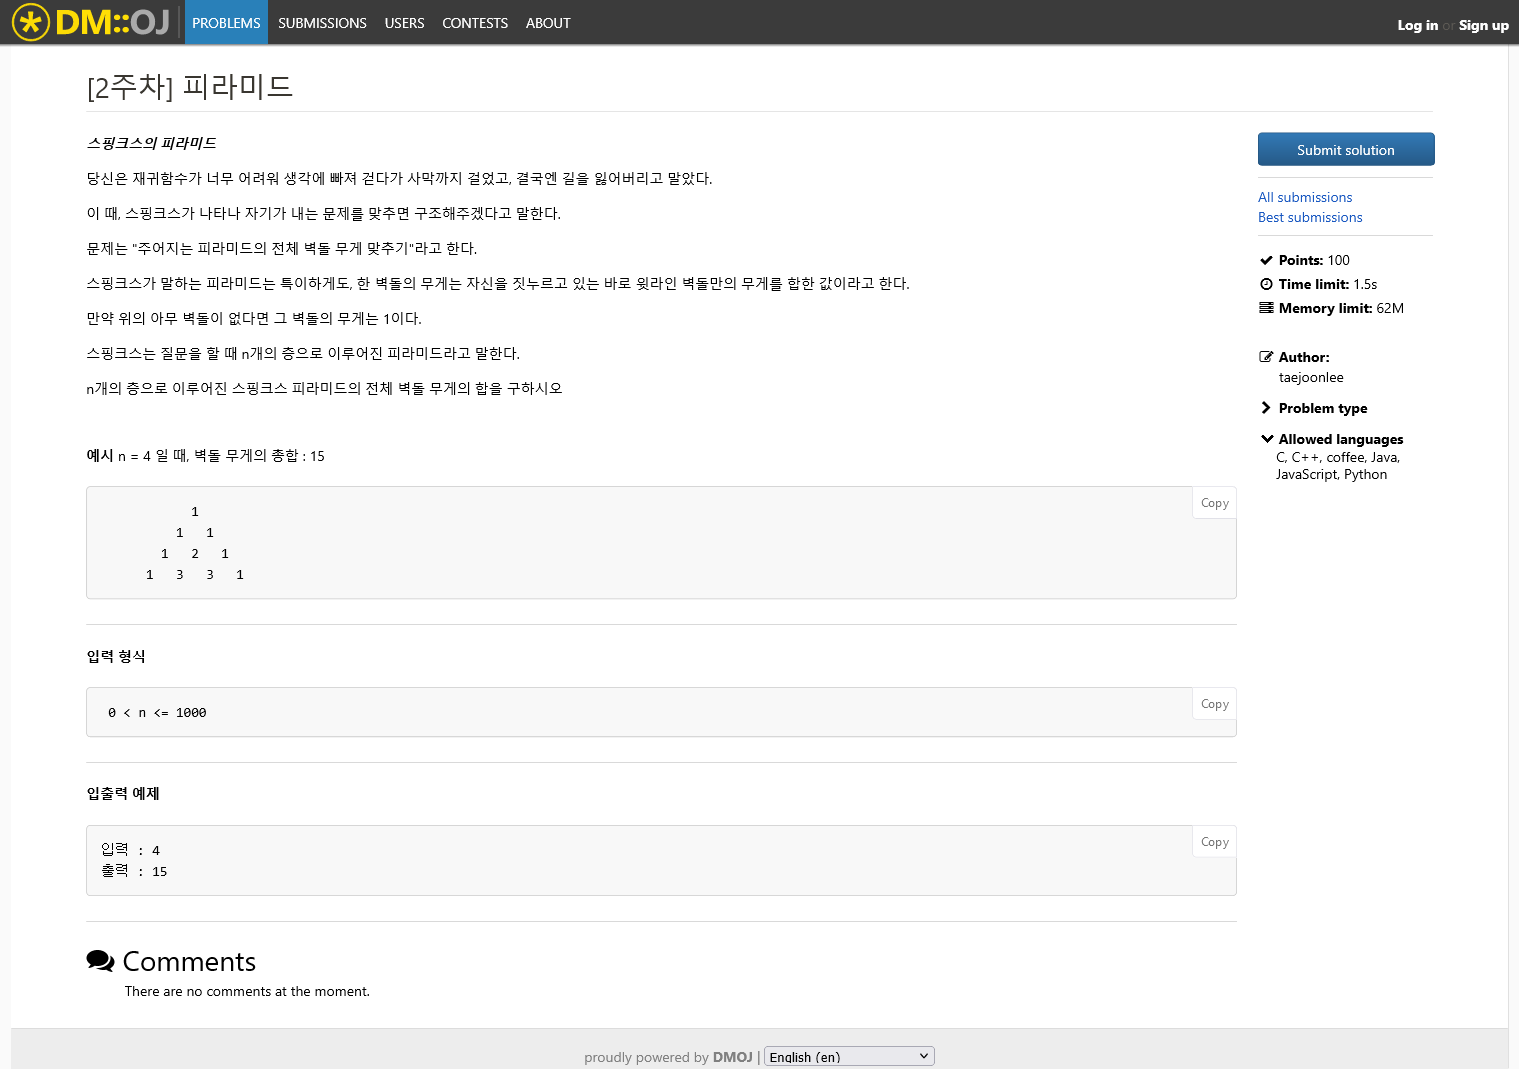 DM::OJ PROBLEMS SUBMISSIONS USERS CONTESTS ABOUT Log in or Sign up
[2주차] 피라미드
스핑크스의 피라미드
당신은 재귀함수가 너무 어려워 생각에 빠져 걷다가 사막까지 걸었고, 결국엔 길을 잃어버리고 말았다.
이 때, 스핑크스가 나타나 자기가 내는 문제를 맞추면 구조해주겠다고 말한다.
문제는 "주어지는 피라미드의 전체 벽돌 무게 맞추기"라고 한다.
스핑크스가 말하는 피라미드는 특이하게도, 한 벽돌의 무게는 자신을 짓누르고 있는 바로 윗라인 벽돌만의 무게를 합한 값이라고 한다.
만약 위의 아무 벽돌이 없다면 그 벽돌의 무게는 1이다.
스핑크스는 질문을 할 때 n개의 층으로 이루어진 피라미드라고 말한다.
n개의 층으로 이루어진 스핑크스 피라미드의 전체 벽돌 무게의 합을 구하시오
예시 n = 4 일 때, 벽돌 무게의 총합 : 15
Copy
1
1 1
1 2 1
1 3 3 1
입력 형식
Copy
0 < n <= 1000
입출력 예제
Copy
입력 : 4
출력 : 15
Submit solution
All submissions
Best submissions
Points: 100
Time limit: 1.5s
Memory limit: 62M
Author:
taejoonlee
Problem type
Allowed languages
C, C++, coffee, Java,
JavaScript, Python
Comments
There are no comments at the moment.
proudly powered by DMOJ | English (en)